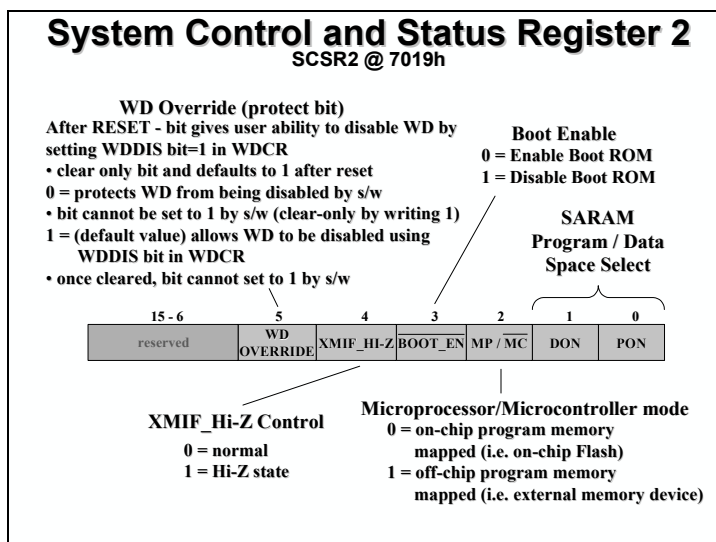 System Control and Status Register 2
SCSR2 @ 7019h
WD Override (protect bit)
After RESET - bit gives user ability to disable WD by
setting WDDIS bit=1 in WDCR
• clear only bit and defaults to 1 after reset
0 = protects WD from being disabled by s/w
• bit cannot be set to 1 by s/w (clear-only by writing 1)
1 = (default value) allows WD to be disabled using
WDDIS bit in WDCR
• once cleared, bit cannot set to 1 by s/w
Boot Enable
0 = Enable Boot ROM
1 = Disable Boot ROM
SARAM
Program / Data
Space Select
15 - 6 5 4 3 2 1 0
reserved
WD
OVERRIDE
XMIF_HI-Z
BOOT_EN
MP / MC
DON
PON
XMIF_Hi-Z Control
0 = normal
1 = Hi-Z state
Microprocessor/Microcontroller mode
0 = on-chip program memory
mapped (i.e. on-chip Flash)
1 = off-chip program memory
mapped (i.e. external memory device)